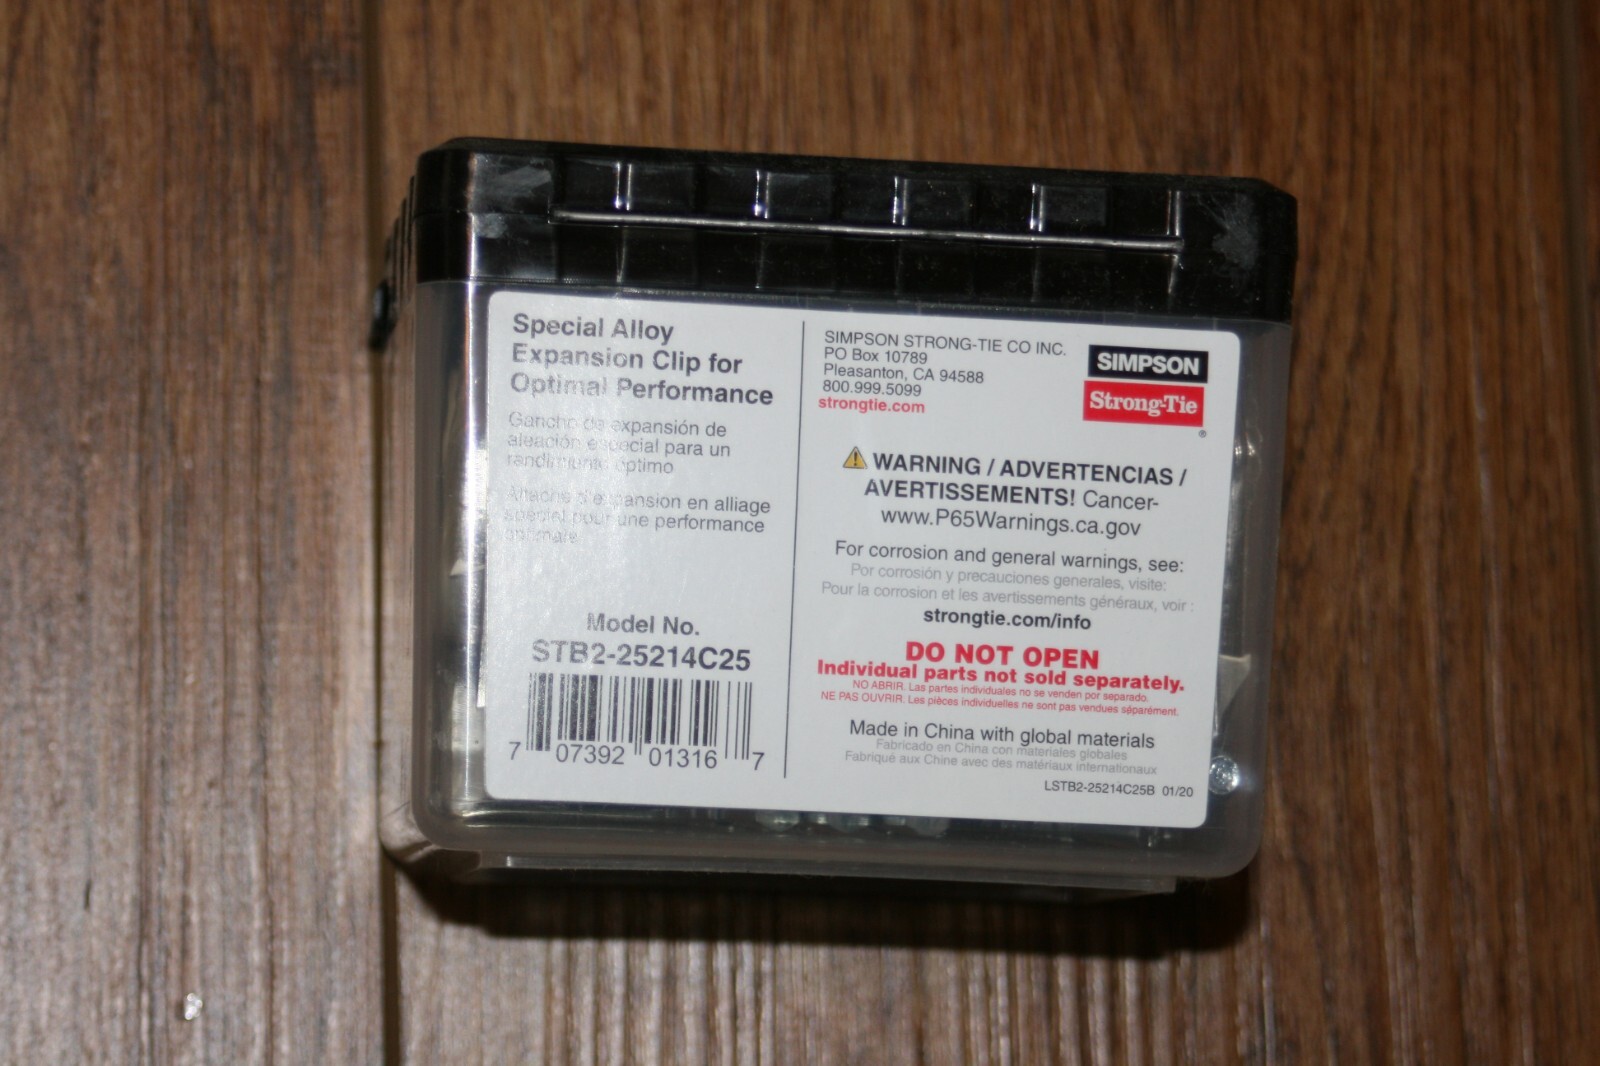 Special Alloy
Expansion Clip for
Optimal Performance
Gancho de expansión de
aleación especial para un
randimiento optimo
Attache d'expansion en alliage
spécial pour une performance
optimale
Model No.
STB2-25214C25
7 07392 01316 7
SIMPSON STRONG-TIE CO INC.
PO Box 10789
Pleasanton, CA 94588
800.999.5099
strongtie.com
SIMPSON
Strong-Tie
®
WARNING / ADVERTENCIAS /
AVERTISSEMENTS! Cancer-
www.P65Warnings.ca.gov
For corrosion and general warnings, see:
Por corrosión y precauciones generales, visite:
Pour la corrosion et les avertissements généraux, voir :
strongtie.com/info
DO NOT OPEN
Individual parts not sold separately.
NO ABRIR. Las partes individuales no se venden por separado.
NE PAS OUVRIR. Les pièces individuelles ne sont pas vendues séparément.
Made in China with global materials
Fabricado en China con materiales globales
Fabriqué aux Chine avec des matériaux internationaux
LSTB2-25214C25B 01/20